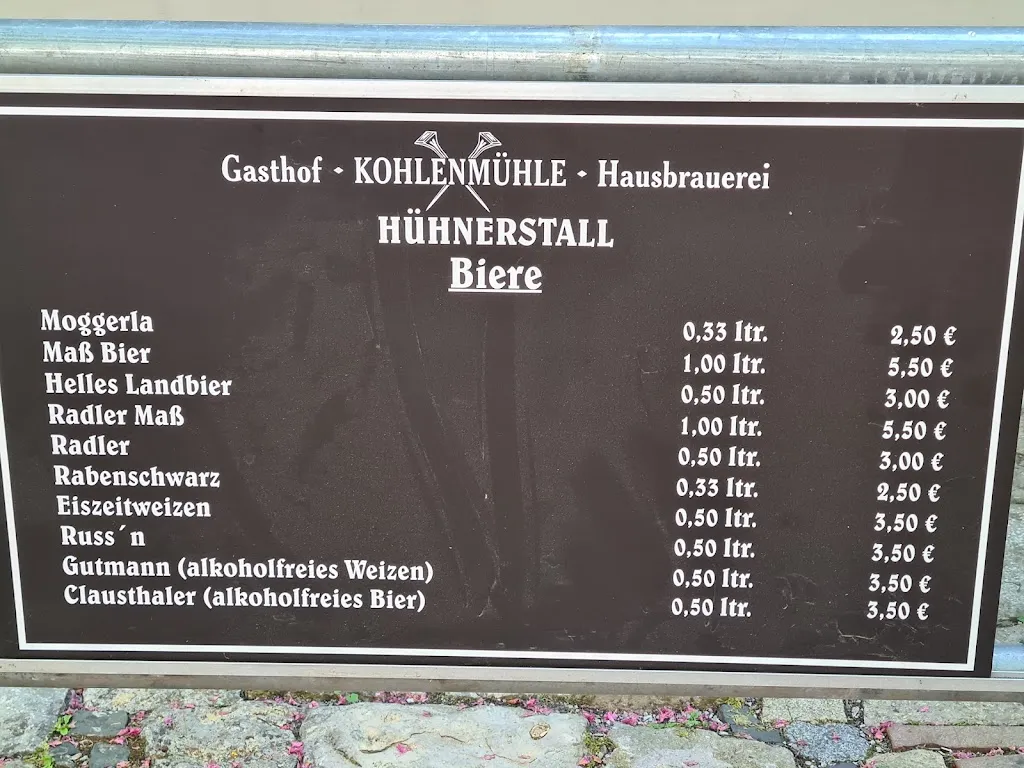 Gasthof • KOHLENMÜHLE • Hausbrauerei
HÜHNERSTALL
Biere
Moggerla 0,33 ltr. 2,50 €
Maß Bier 1,00 ltr. 5,50 €
Helles Landbier 0,50 ltr. 3,00 €
Radler Maß 1,00 ltr. 5,50 €
Radler 0,50 ltr. 3,00 €
Rabenschwarz 0,33 ltr. 2,50 €
Eiszeitweizen 0,50 ltr. 3,50 €
Russ´n 0,50 ltr. 3,50 €
Gutmann (alkoholfreies Weizen) 0,50 ltr. 3,50 €
Clausthaler (alkoholfreies Bier) 0,50 ltr. 3,50 €